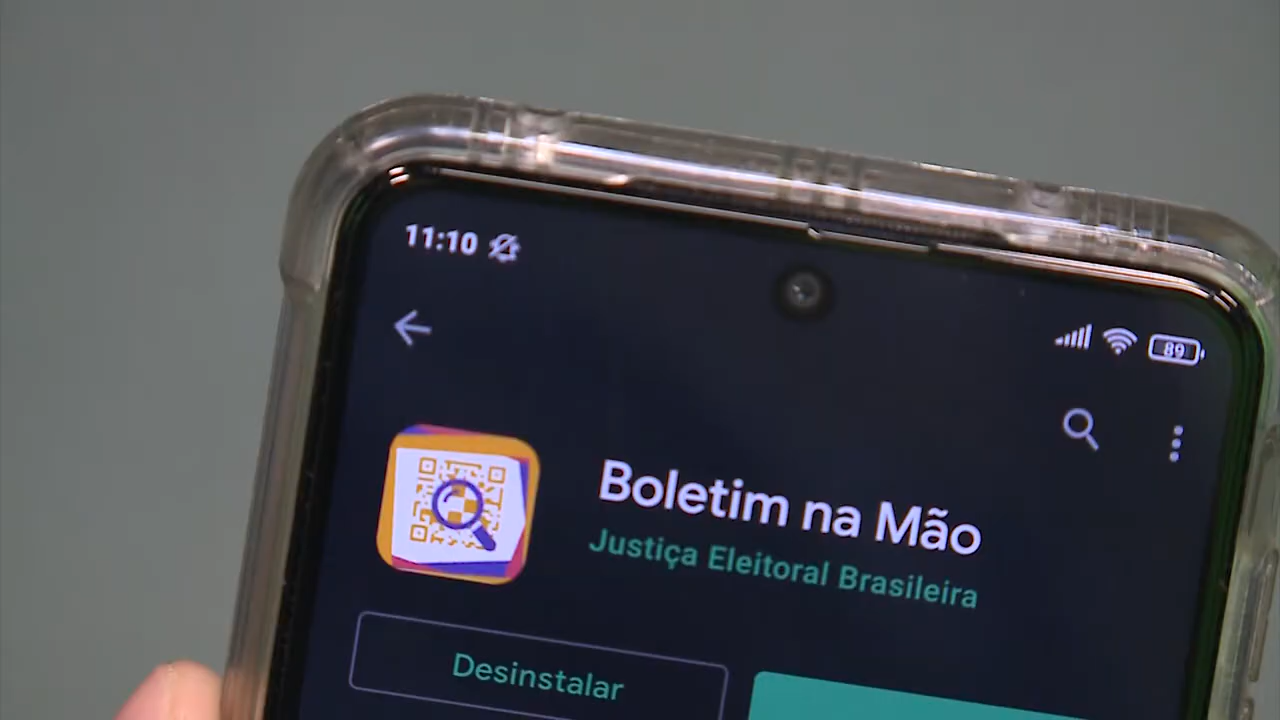 11:10
89
Boletim na Mão
Justiça Eleitoral Brasileira
Desinstalar